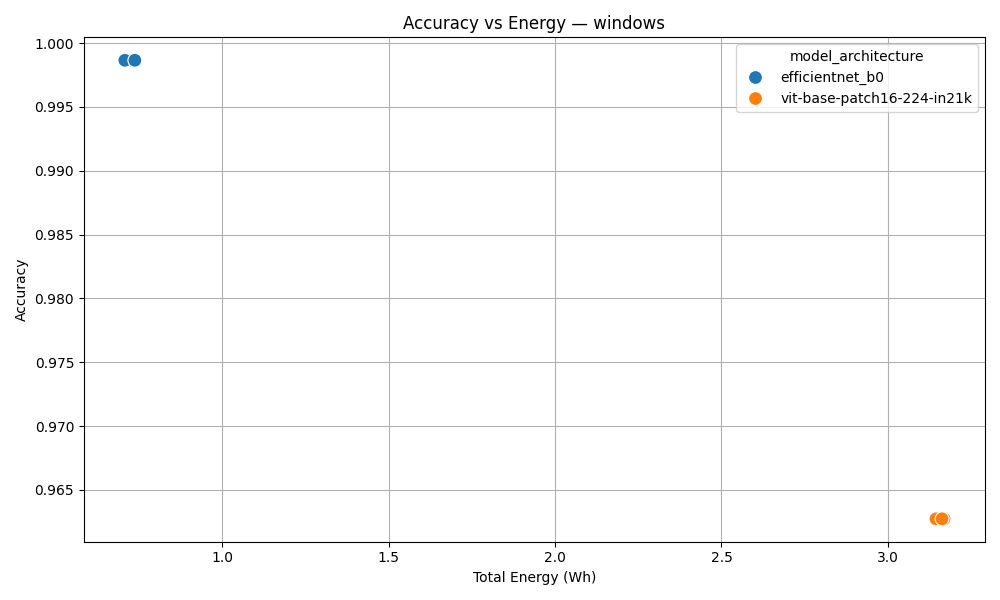 Accuracy vs Energy — windows
1.000
0.995
0.990
0.985
0.980
0.975
0.970
0.965
Accuracy
model_architecture
efficientnet_b0
vit-base-patch16-224-in21k
1.0
1.5
2.0
2.5
3.0
Total Energy (Wh)